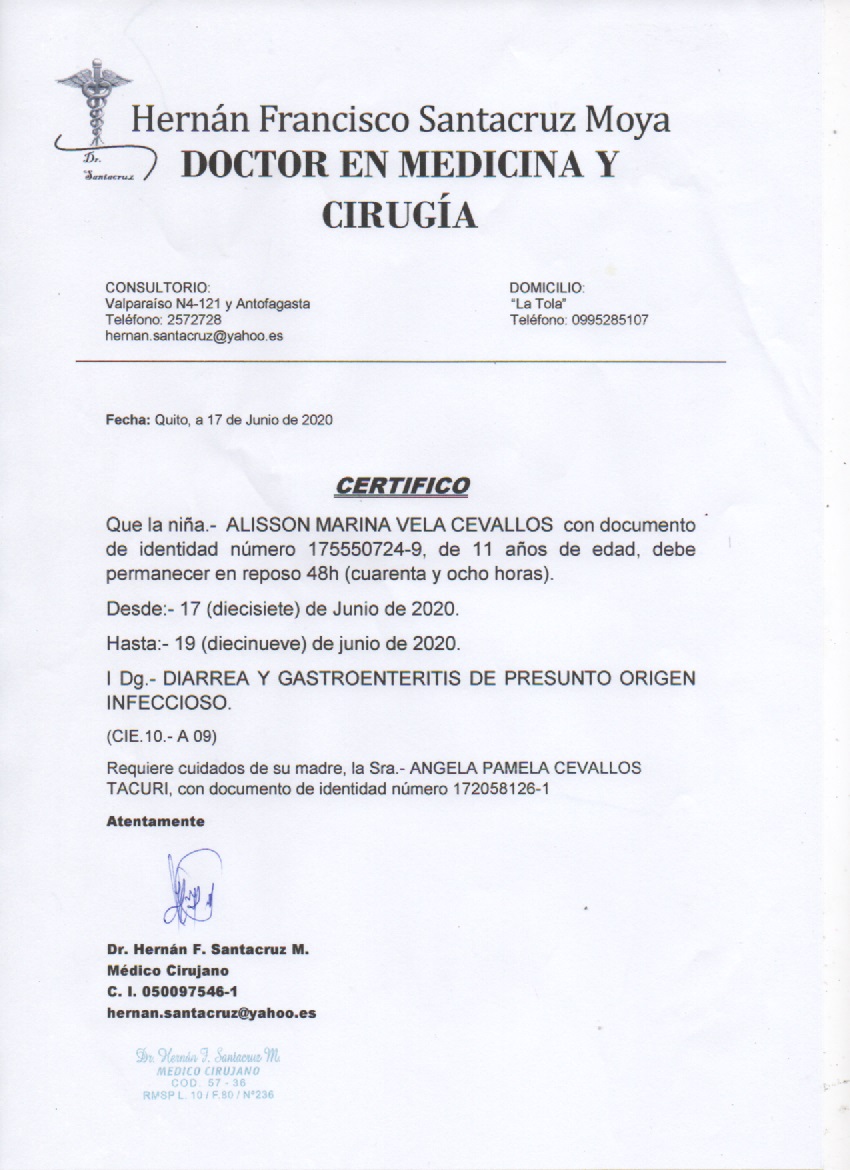 Hernán Francisco Santacruz Moya
Dr.
Santacruz
DOCTOR EN MEDICINA Y
CIRUGÍA
CONSULTORIO:
Valparaíso N4-121 y Antofagasta
Teléfono: 2572728
hernan.santacruz@yahoo.es
DOMICILIO:
“La Tola”
Teléfono: 0995285107
Fecha: Quito, a 17 de Junio de 2020
CERTIFICO
Que la niña.- ALISSON MARINA VELA CEVALLOS con documento
de identidad número 175550724-9, de 11 años de edad, debe
permanecer en reposo 48h (cuarenta y ocho horas).
Desde:- 17 (diecisiete) de Junio de 2020.
Hasta:- 19 (diecinueve) de junio de 2020.
I Dg.- DIARREA Y GASTROENTERITIS DE PRESUNTO ORIGEN
INFECCIOSO.
(CIE.10.- A 09)
Requiere cuidados de su madre, la Sra.- ANGELA PAMELA CEVALLOS
TACURI, con documento de identidad número 172058126-1
Atentamente
Dr. Hernán F. Santacruz M.
Médico Cirujano
C. I. 050097546-1
hernan.santacruz@yahoo.es
Dr. Hernán F. Santacruz M.
MEDICO CIRUJANO
COD. 57 - 36
RMSP L. 10 / F.80 / Nº236